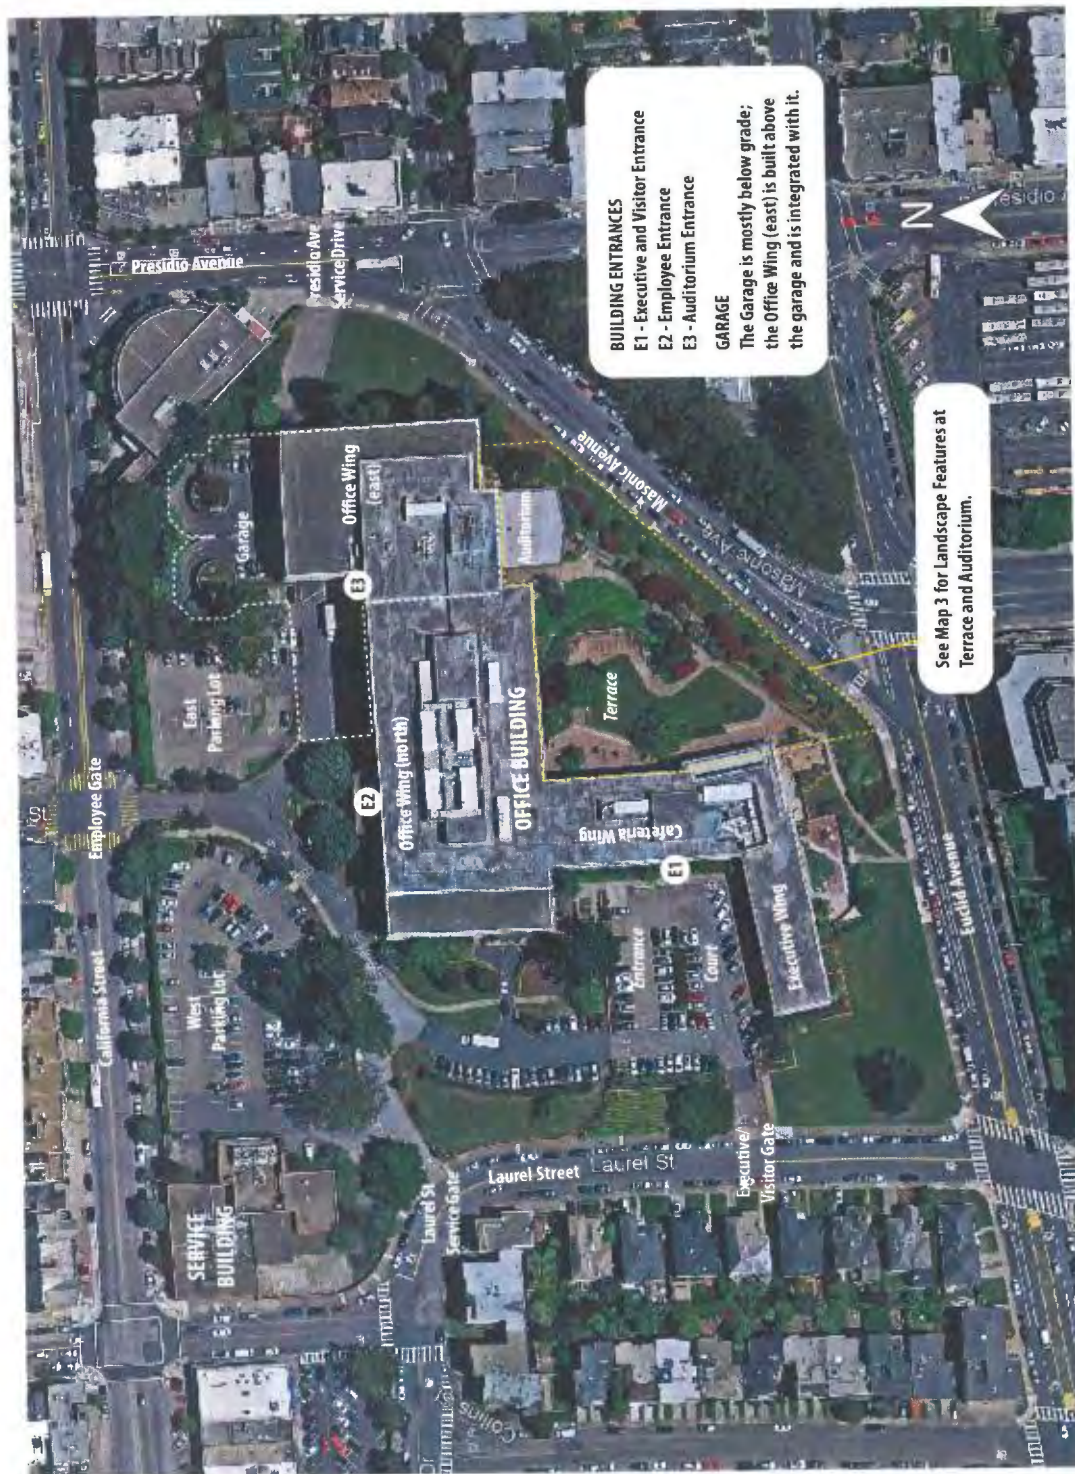 BUILDING ENTRANCES
E1 - Executive and Visitor Entrance
E2 - Employee Entrance
E3 - Auditorium Entrance
GARAGE
The Garage is mostly below grade;
the Office Wing (east) is built above
the garage and is integrated with it.
See Map 3 for Landscape Features at
Terrace and Auditorium.
N
California Street
Employee Gate
SERVICE
BUILDING
West
Parking Lot
East
Parking Lot
Garage
Presidio Avenue
Presidio Ave
Service Drive
E2
E3
Office Wing (north)
Office Wing
(east)
OFFICE BUILDING
Auditorium
Laurel St
Service Gate
Laurel Street
Laurel St
Entrance
Court
E1
Cafeteria Wing
Terrace
Masonic Avenue
Masonic Ave
Executive/
Visitor Gate
Executive Wing
Euclid Avenue
Collins
Dr